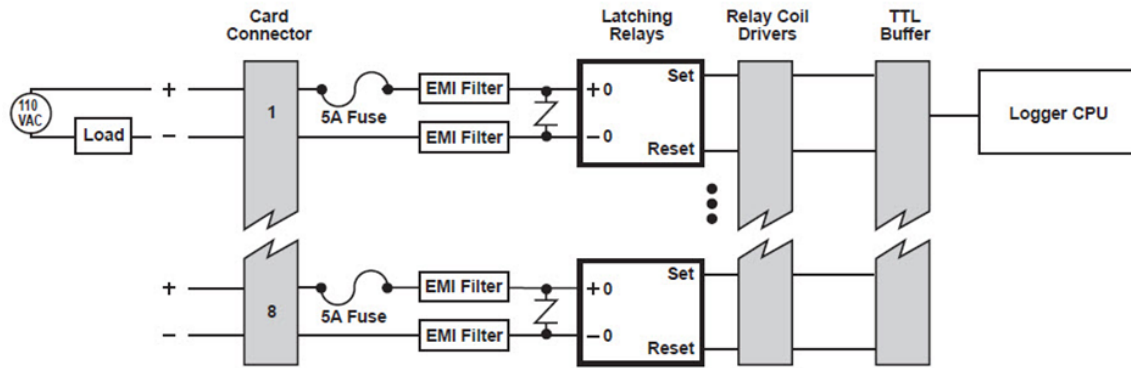 Card
Connector
Latching
Relays
Relay Coil
Drivers
TTL
Buffer
110
VAC
Load
+
–
1
5A Fuse
EMI Filter
EMI Filter
+ 0
– 0
Set
Reset
Logger CPU
+
–
8
5A Fuse
EMI Filter
EMI Filter
+ 0
– 0
Set
Reset